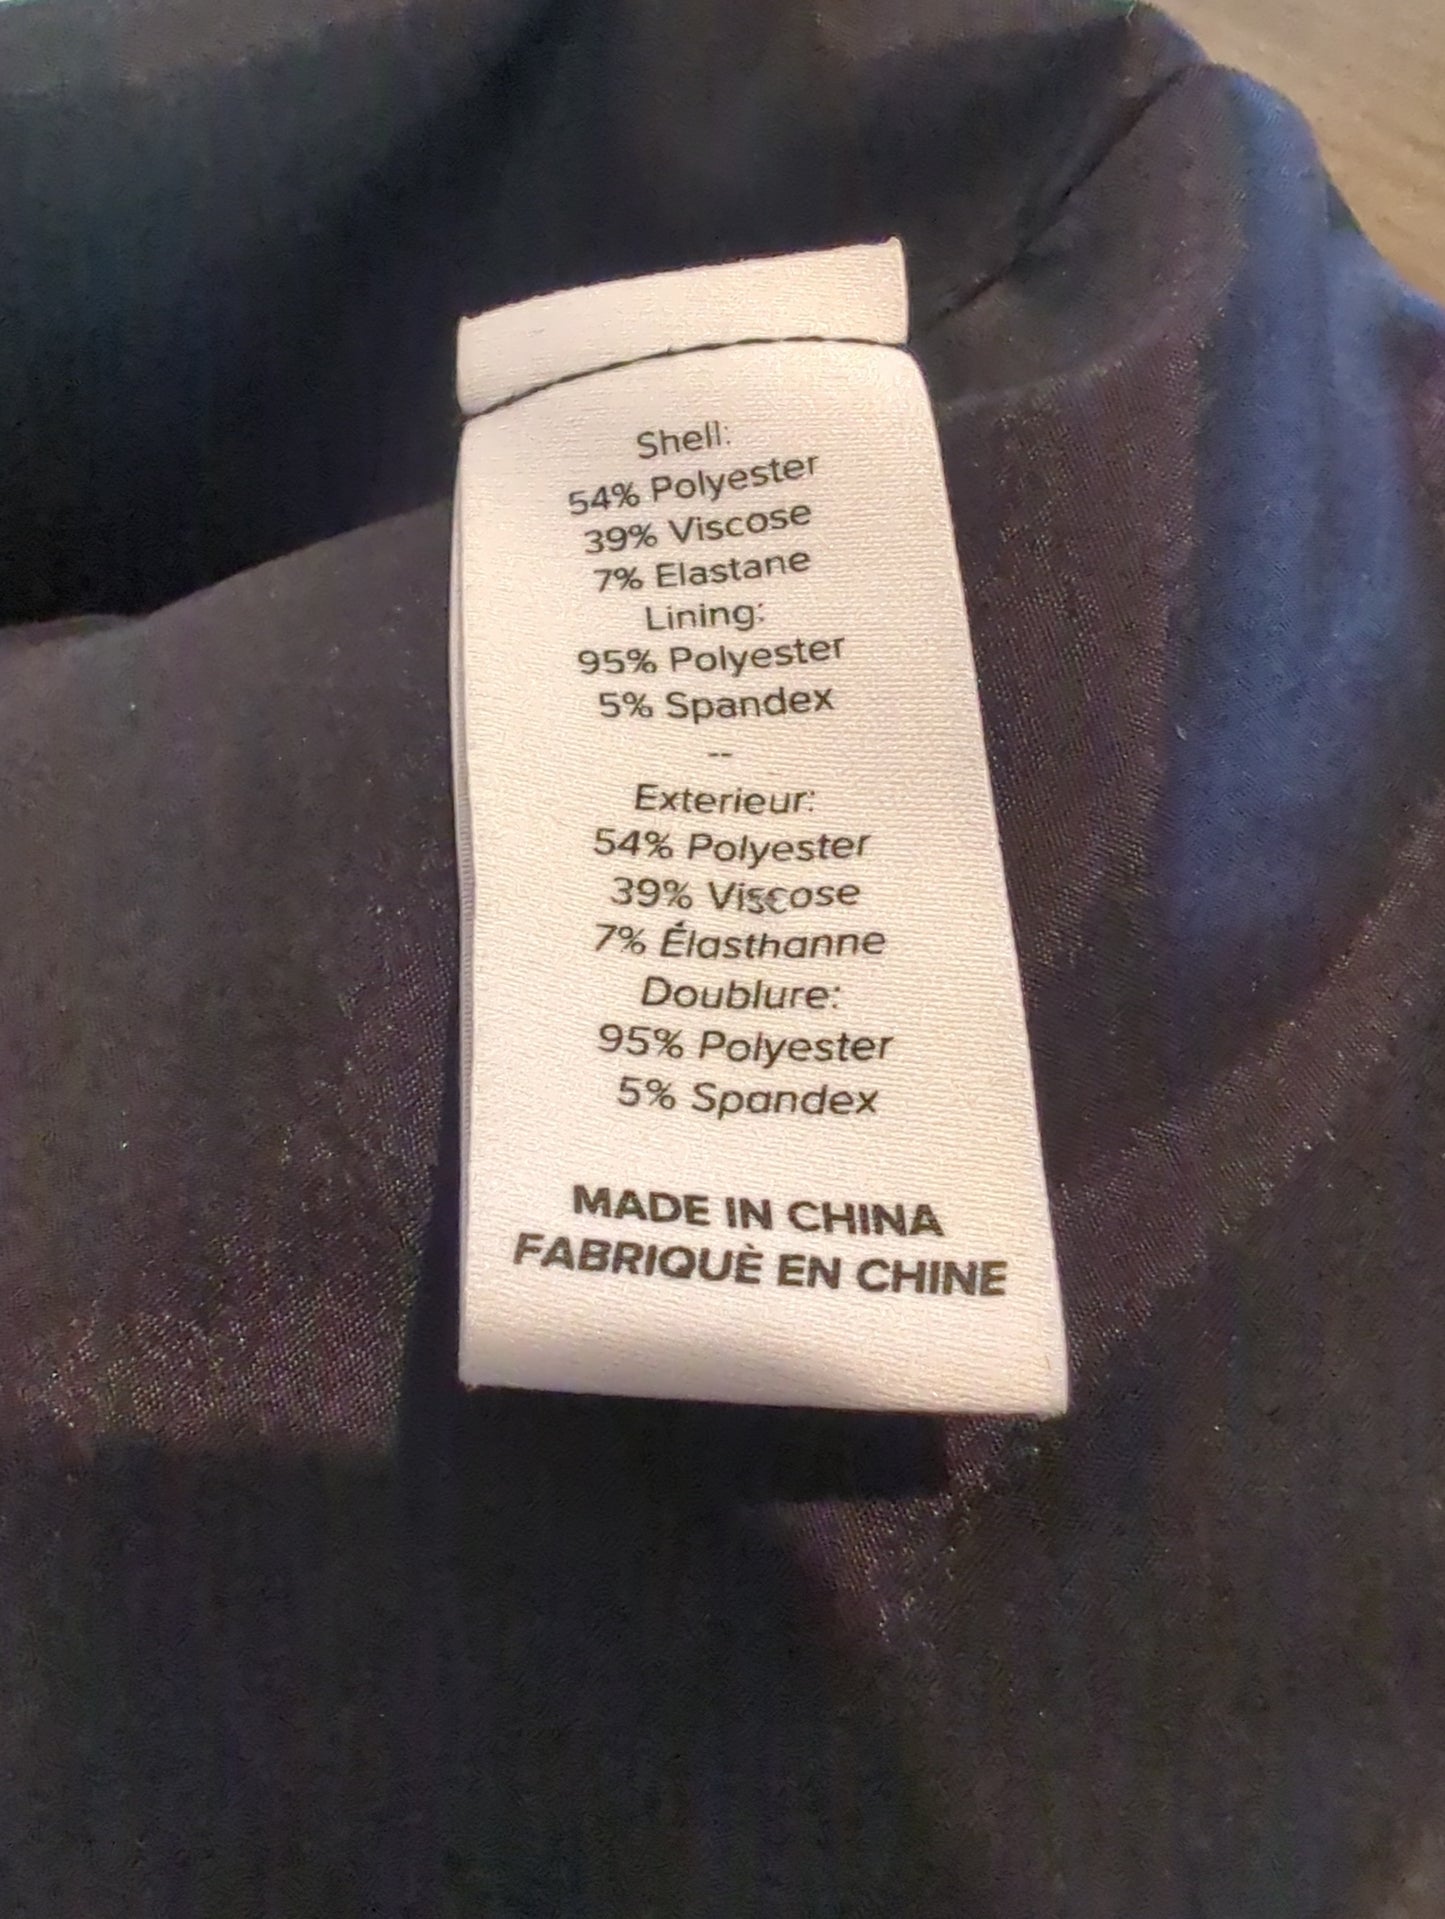 Shell:
54% Polyester
39% Viscose
7% Elastane
Lining:
95% Polyester
5% Spandex
--
Exterieur:
54% Polyester
39% Viscose
7% Élasthanne
Doublure:
95% Polyester
5% Spandex
MADE IN CHINA
FABRIQUÈ EN CHINE